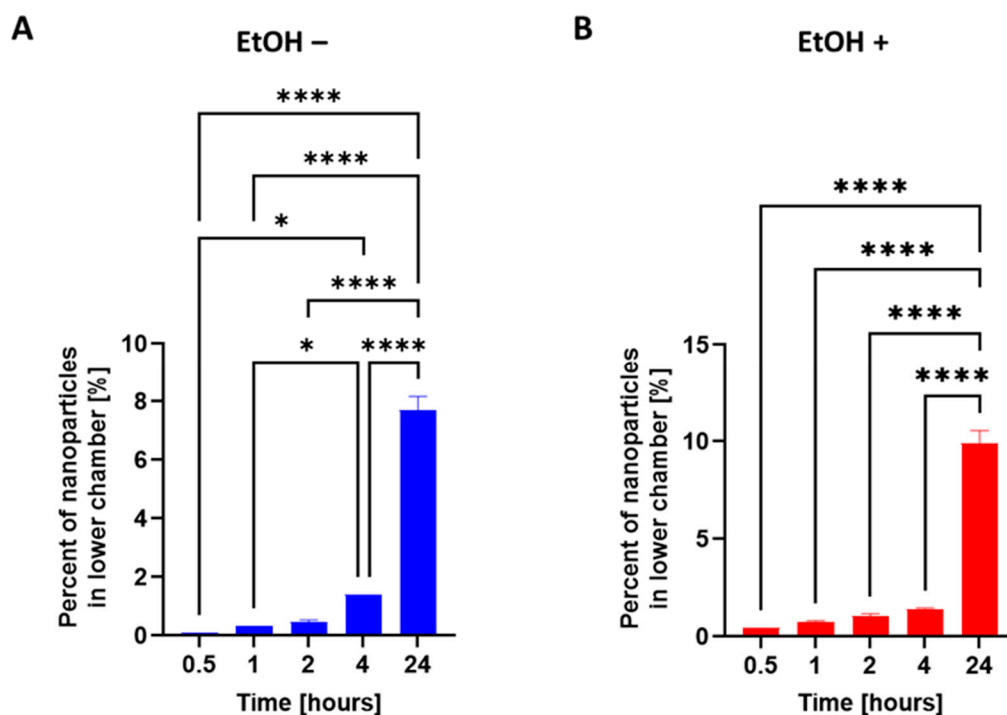 A
EtOH –
****
****
*
****
*
****
Percent of nanoparticles
in lower chamber [%]
10
8
6
4
2
0
0.5 1 2 4 24
Time [hours]
B
EtOH +
****
****
****
****
Percent of nanoparticles
in lower chamber [%]
15
10
5
0
0.5 1 2 4 24
Time [hours]